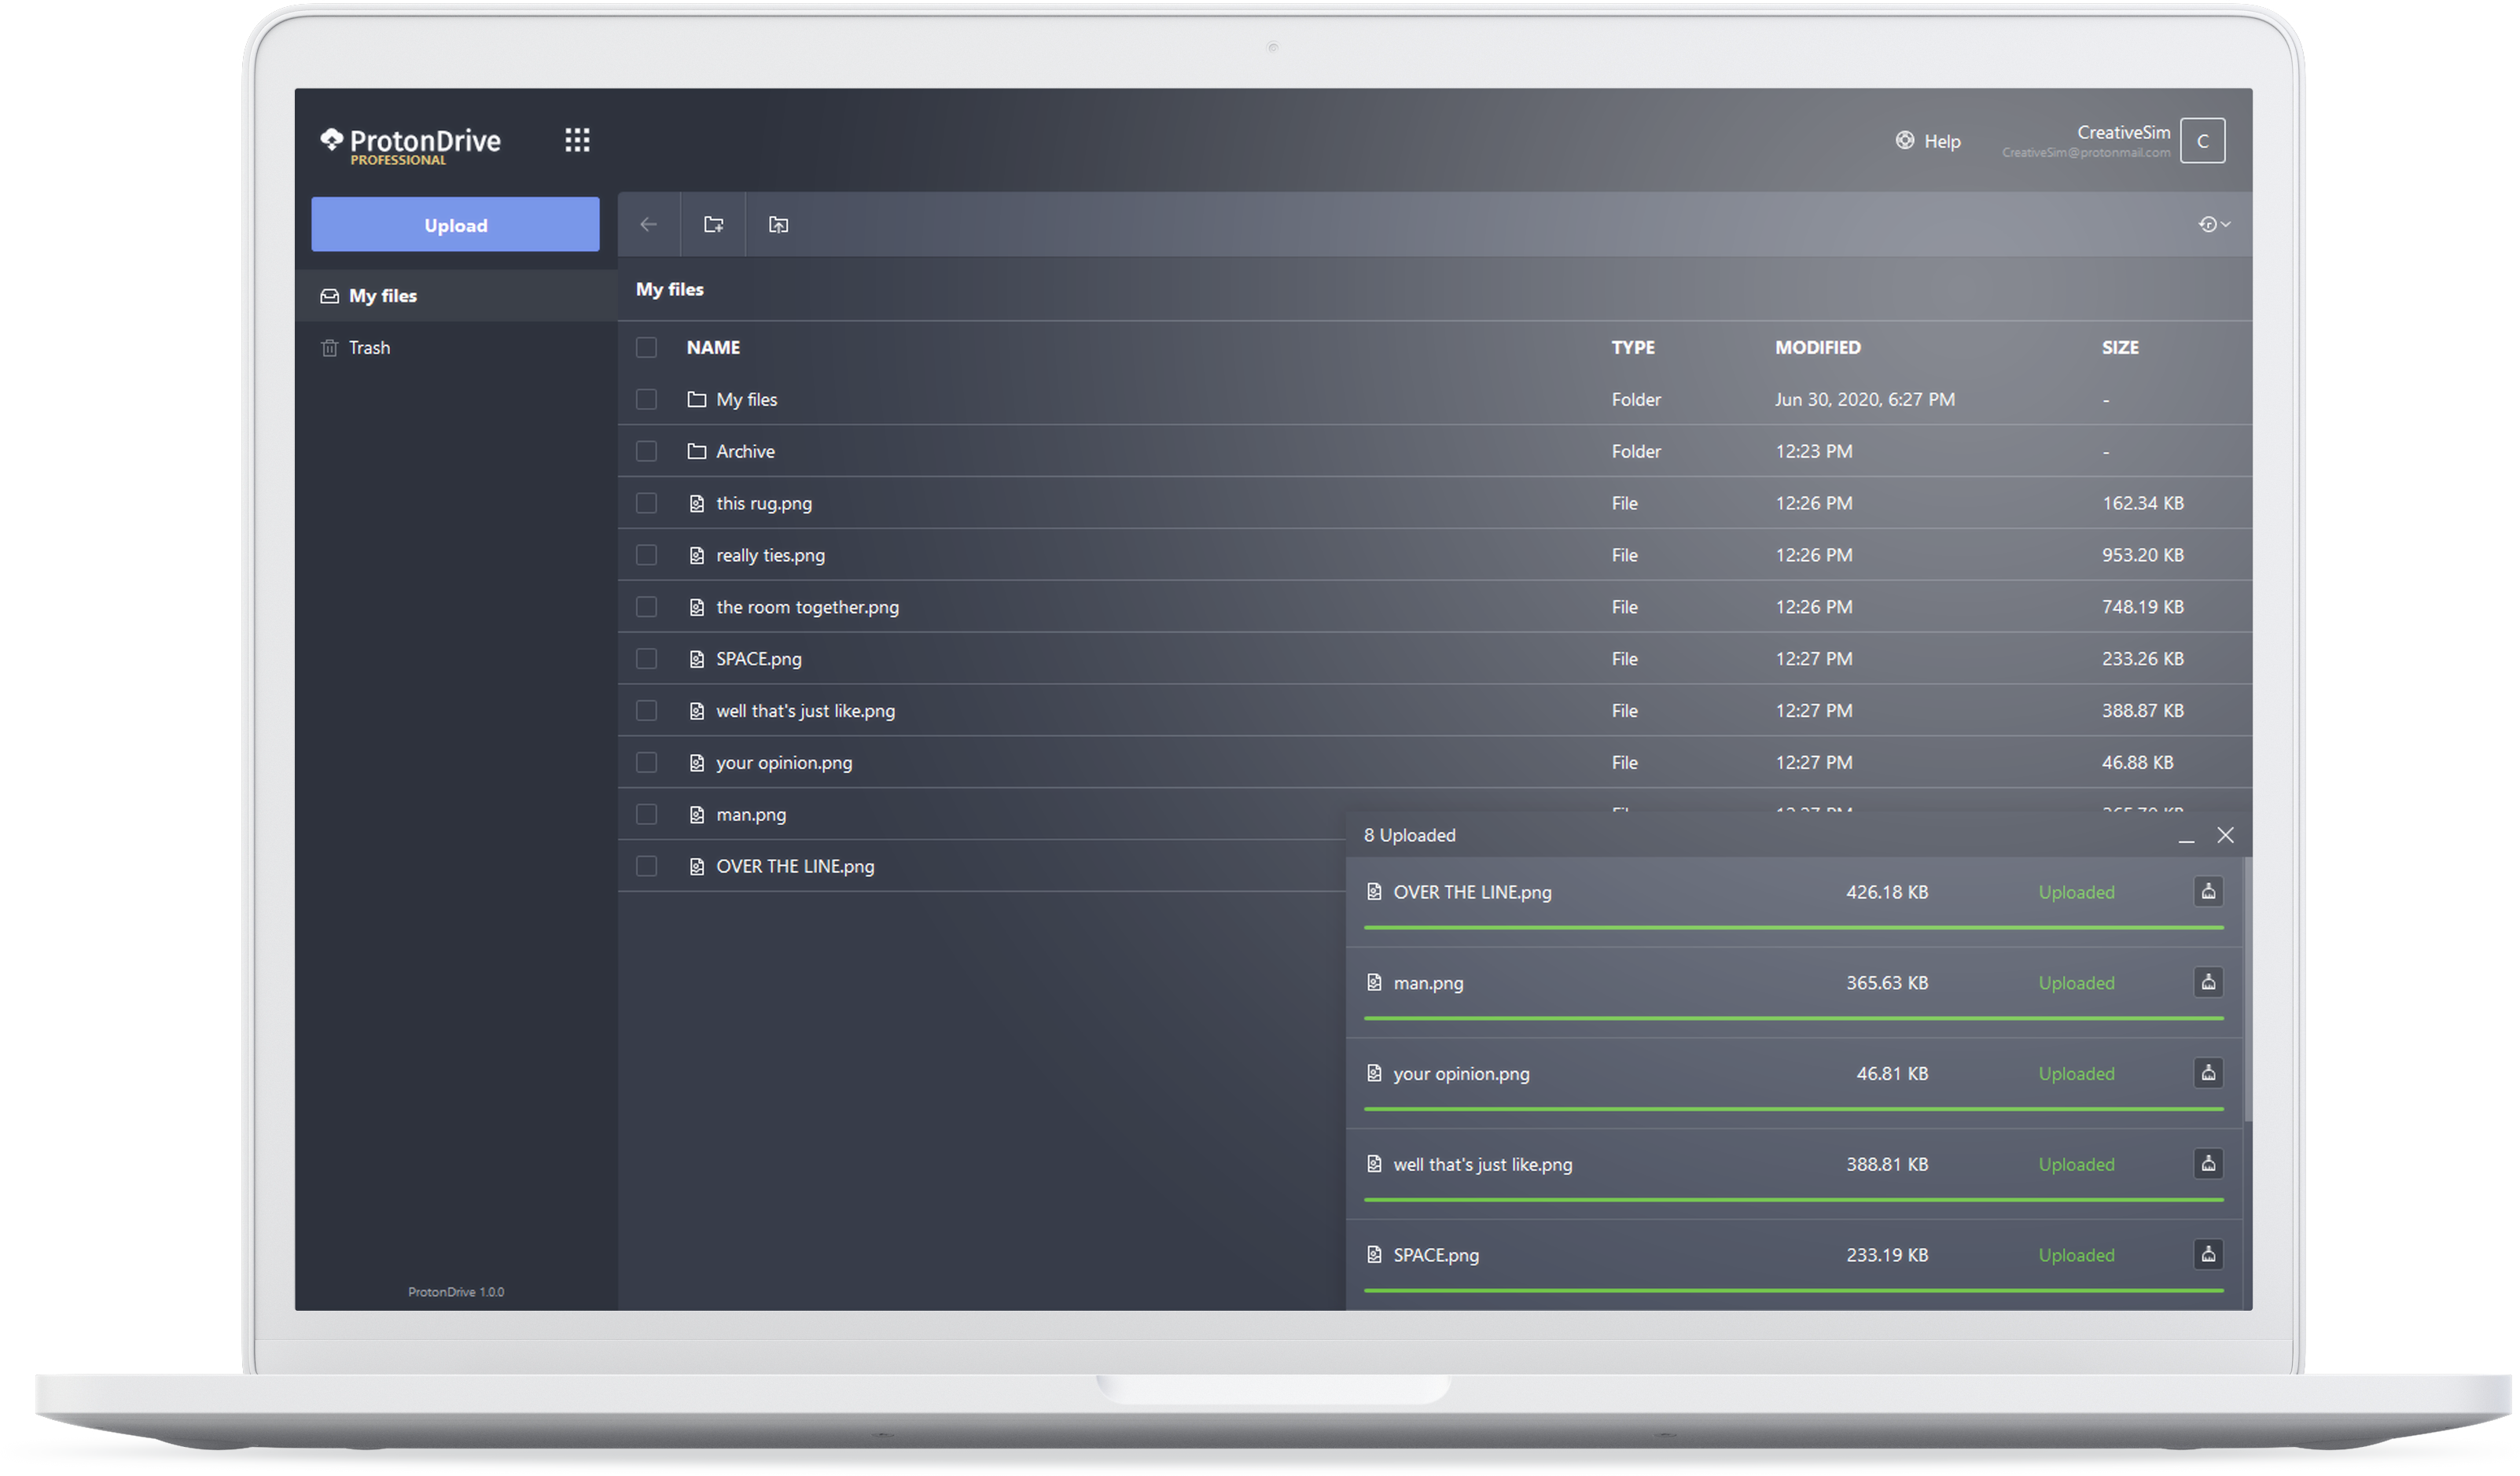 ProtonDrive
PROFESSIONAL
Help
CreativeSim
CreativeSim@protonmail.com
C
Upload
My files
Trash
My files
NAME TYPE MODIFIED SIZE
My files Folder Jun 30, 2020, 6:27 PM -
Archive Folder 12:23 PM -
this rug.png File 12:26 PM 162.34 KB
really ties.png File 12:26 PM 953.20 KB
the room together.png File 12:26 PM 748.19 KB
SPACE.png File 12:27 PM 233.26 KB
well that's just like.png File 12:27 PM 388.87 KB
your opinion.png File 12:27 PM 46.88 KB
man.png
OVER THE LINE.png
8 Uploaded
OVER THE LINE.png 426.18 KB Uploaded
man.png 365.63 KB Uploaded
your opinion.png 46.81 KB Uploaded
well that's just like.png 388.81 KB Uploaded
SPACE.png 233.19 KB Uploaded
ProtonDrive 1.0.0